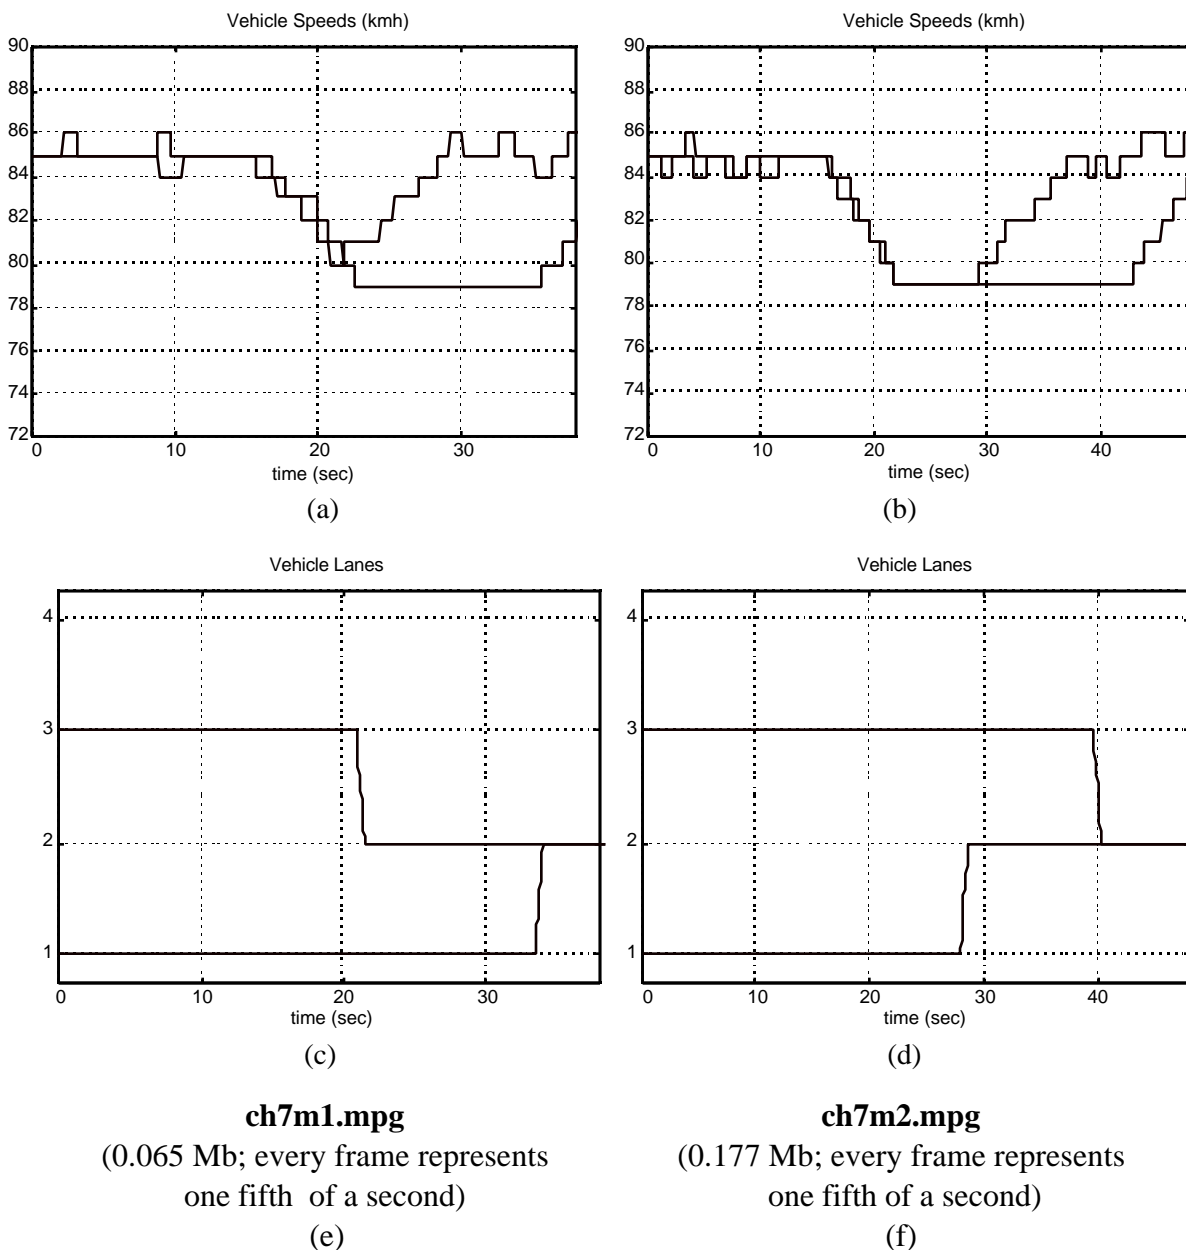 Vehicle Speeds (kmh)
90
88
86
84
82
80
78
76
74
72
0 10 20 30
time (sec)
(a)
Vehicle Speeds (kmh)
90
88
86
84
82
80
78
76
74
72
0 10 20 30 40
time (sec)
(b)
Vehicle Lanes
4
3
2
1
0 10 20 30
time (sec)
(c)
Vehicle Lanes
4
3
2
1
0 10 20 30 40
time (sec)
(d)
ch7m1.mpg
(0.065 Mb; every frame represents
one fifth of a second)
(e)
ch7m2.mpg
(0.177 Mb; every frame represents
one fifth of a second)
(f)